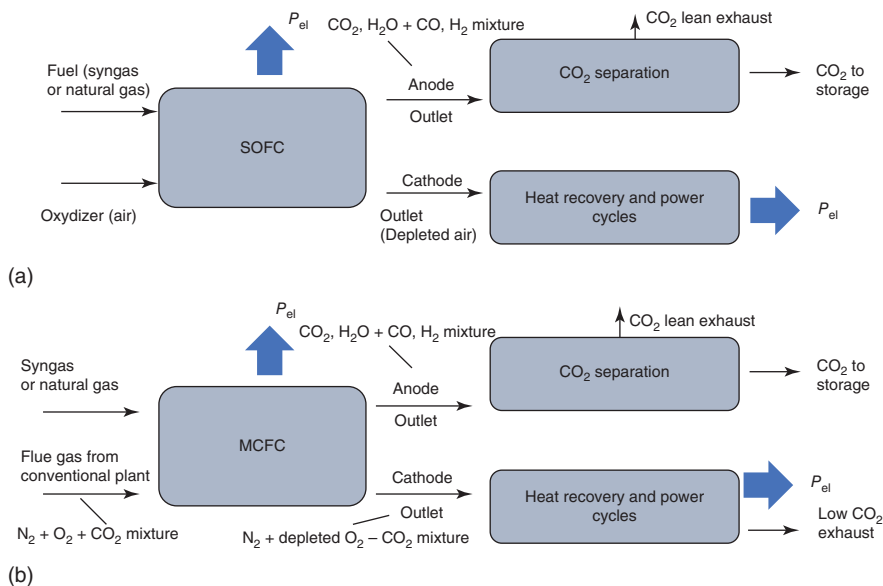 P_el
CO₂, H₂O + CO, H₂ mixture
CO₂ lean exhaust
Fuel (syngas
or natural gas)
SOFC
Anode
Outlet
CO₂ separation
CO₂ to
storage
Oxydizer (air)
Cathode
Outlet
(Depleted air)
Heat recovery and power
cycles
P_el
(a)
P_el
CO₂, H₂O + CO, H₂ mixture
CO₂ lean exhaust
Syngas
or natural gas
MCFC
Anode
Outlet
CO₂ separation
CO₂ to
storage
Flue gas from
conventional plant
N₂ + O₂ + CO₂ mixture
Cathode
Outlet
N₂ + depleted O₂ – CO₂ mixture
Heat recovery and power
cycles
P_el
Low CO₂
exhaust
(b)